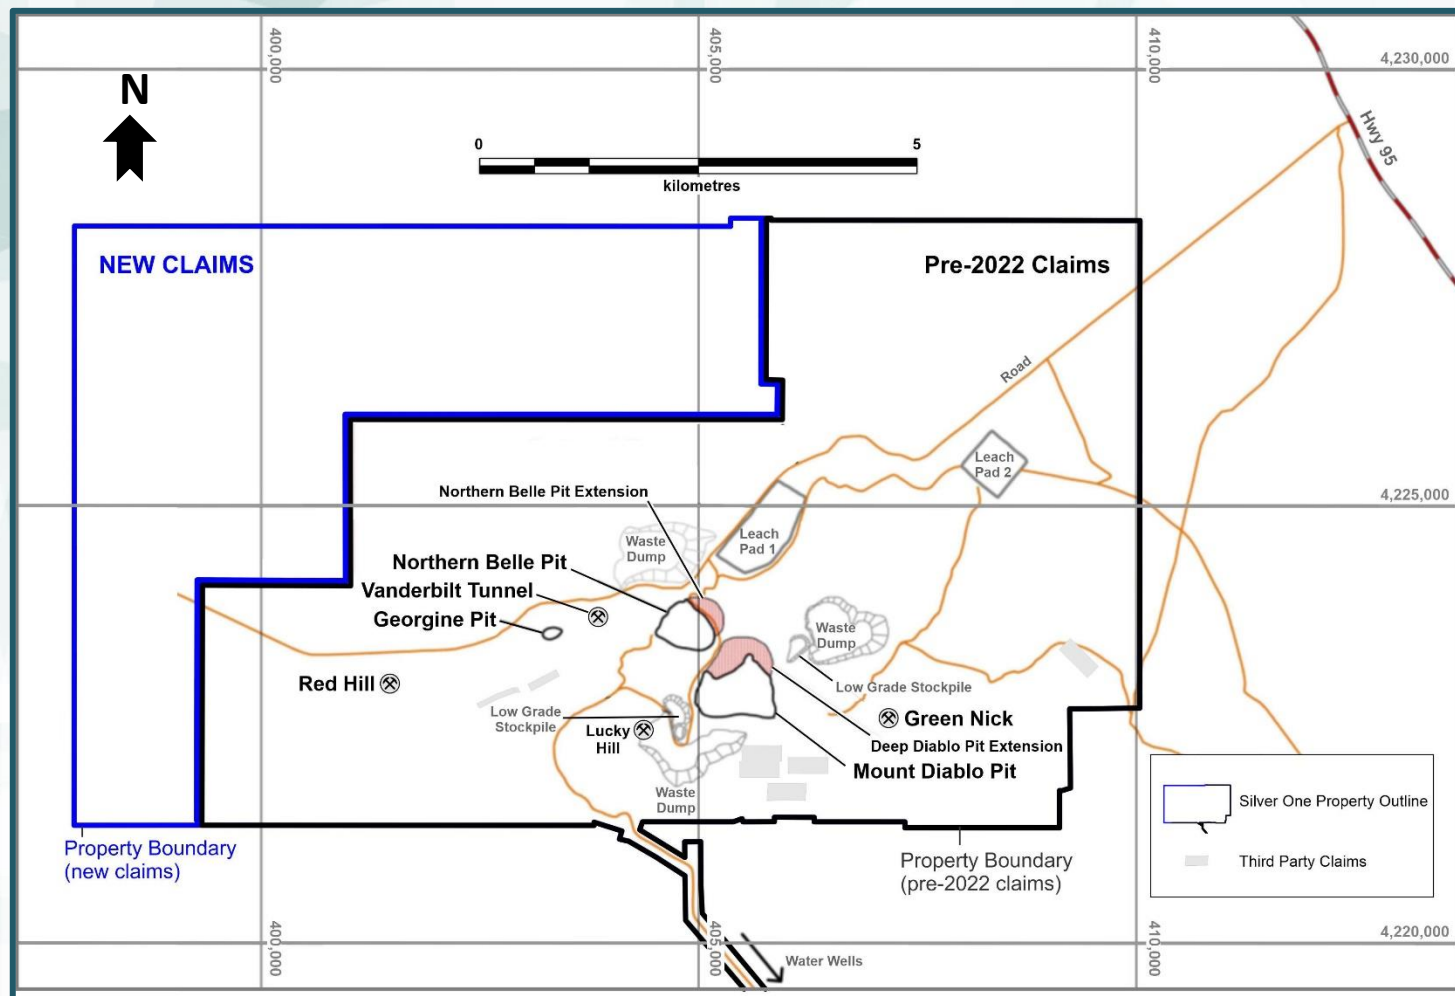 400,000
405,000
410,000
4,230,000
N
Hwy 95
0
5
kilometres
NEW CLAIMS
Pre-2022 Claims
Road
Leach
Pad 2
Northern Belle Pit Extension
4,225,000
Waste
Dump
Leach
Pad 1
Northern Belle Pit
Vanderbilt Tunnel
Georgine Pit
Waste
Dump
Red Hill
Low Grade Stockpile
Low Grade
Stockpile
Lucky
Hill
Green Nick
Deep Diablo Pit Extension
Mount Diablo Pit
Waste
Dump
Silver One Property Outline
Third Party Claims
Property Boundary
(new claims)
Property Boundary
(pre-2022 claims)
400,000
405,000
410,000
4,220,000
Water Wells